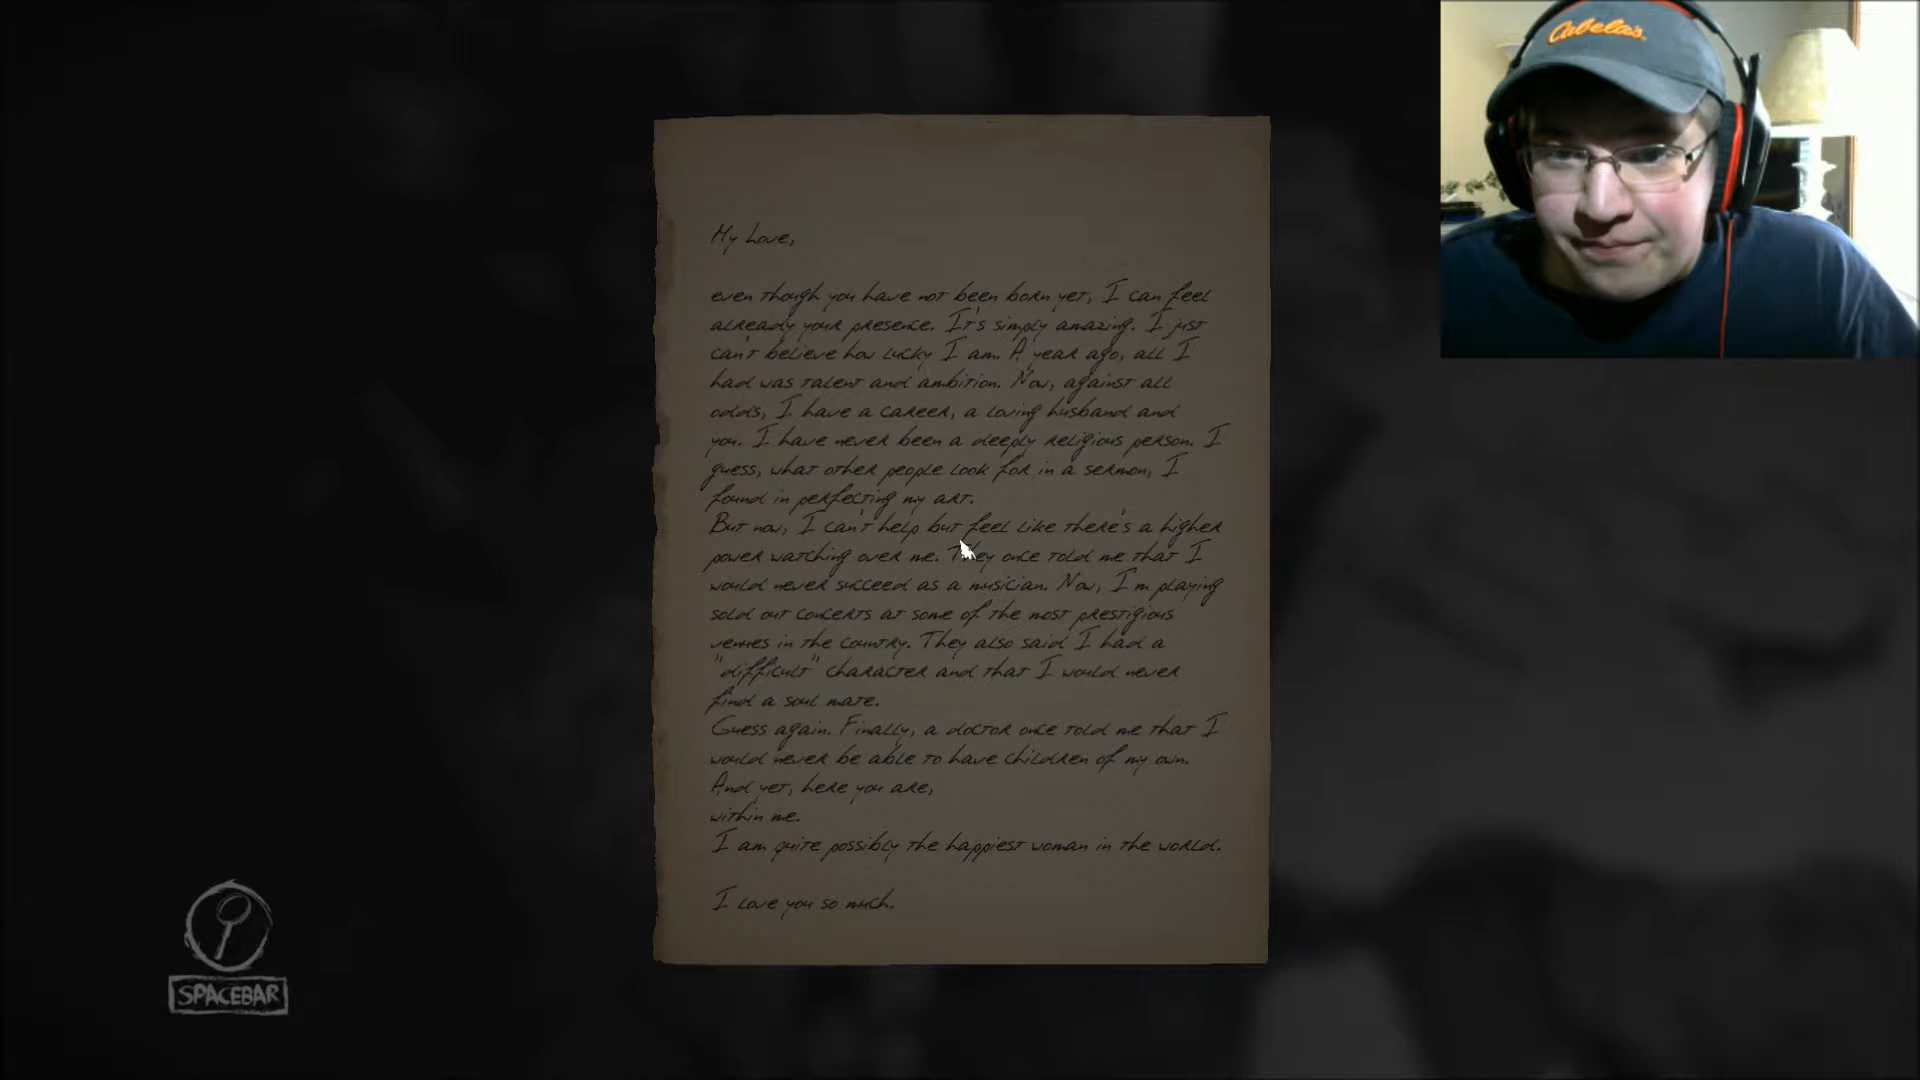 Cabela's
My Love,
even though you have not been born yet, I can feel
already your presence. It's simply amazing. I just
can't believe how lucky I am. A year ago, all I
had was talent and ambition. Now, against all
odds, I have a career, a loving husband and
you. I have never been a deeply religious person. I
guess, what other people look for in a sermon, I
found in perfecting my art.
But now, I can't help but feel like there's a higher
power watching over me. They once told me that I
would never succeed as a musician. Now, I'm playing
sold out concerts at some of the most prestigious
venues in the country. They also said I had a
"difficult" character and that I would never
find a soul mate.
Guess again. Finally, a doctor once told me that I
would never be able to have children of my own.
And yet, here you are,
within me.
I am quite possibly the happiest woman in the world.
I love you so much.
SPACEBAR